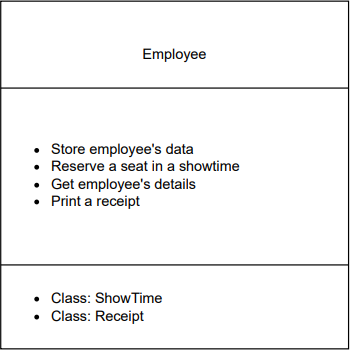 Employee
• Store employee's data
• Reserve a seat in a showtime
• Get employee's details
• Print a receipt
• Class: ShowTime
• Class: Receipt